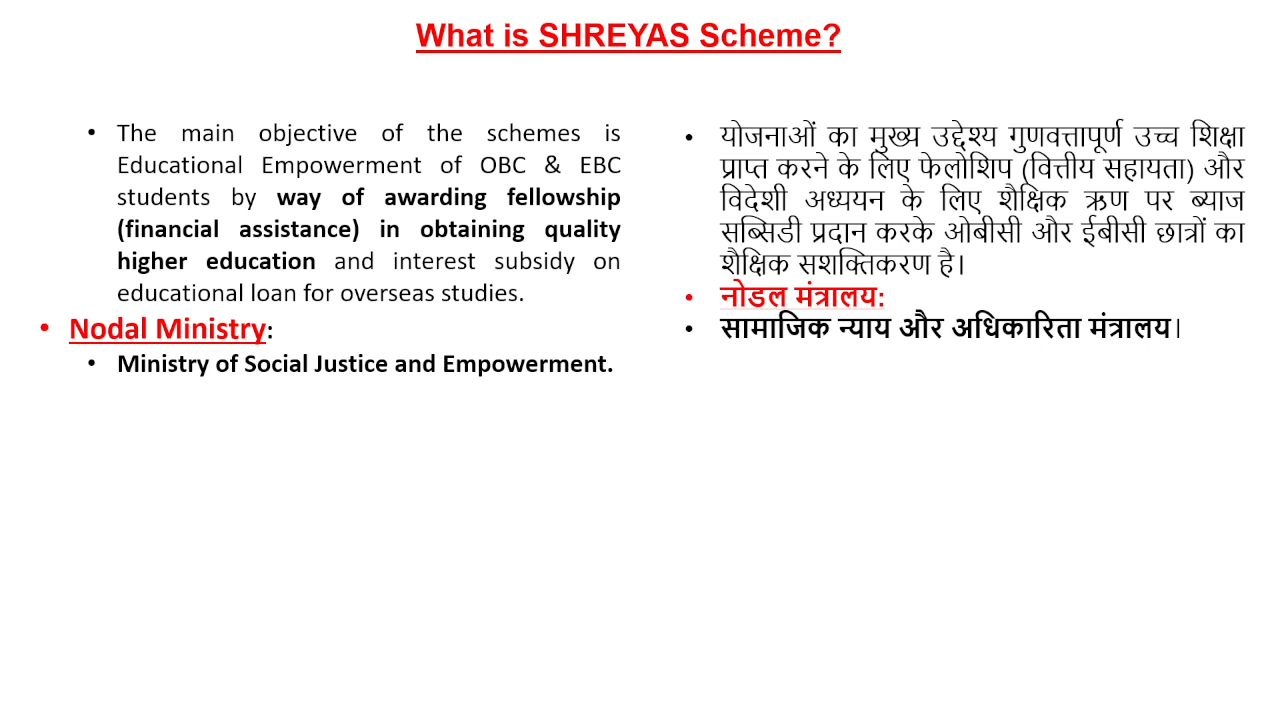 What is SHREYAS Scheme?
• The main objective of the schemes is
Educational Empowerment of OBC & EBC
students by way of awarding fellowship
(financial assistance) in obtaining quality
higher education and interest subsidy on
educational loan for overseas studies.
• Nodal Ministry:
• Ministry of Social Justice and Empowerment.
• योजनाओं का मुख्य उद्देश्य गुणवत्तापूर्ण उच्च शिक्षा
प्राप्त करने के लिए फेलोशिप (वित्तीय सहायता) और
विदेशी अध्ययन के लिए शैक्षिक ऋण पर ब्याज
सब्सिडी प्रदान करके ओबीसी और ईबीसी छात्रों का
शैक्षिक सशक्तिकरण है।
• नोडल मंत्रालय:
• सामाजिक न्याय और अधिकारिता मंत्रालय।